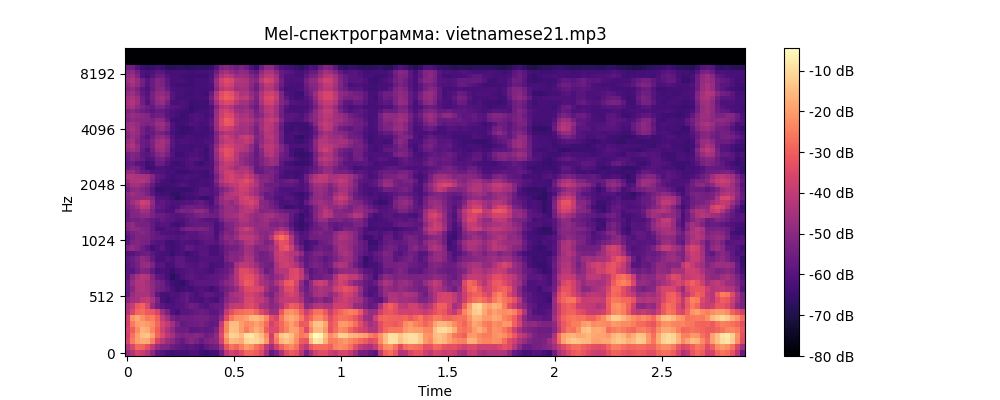 Mel-спектрограмма: vietnamese21.mp3
8192
4096
2048
1024
512
0
Hz
0
0.5
1
1.5
2
2.5
Time
-10 dB
-20 dB
-30 dB
-40 dB
-50 dB
-60 dB
-70 dB
-80 dB